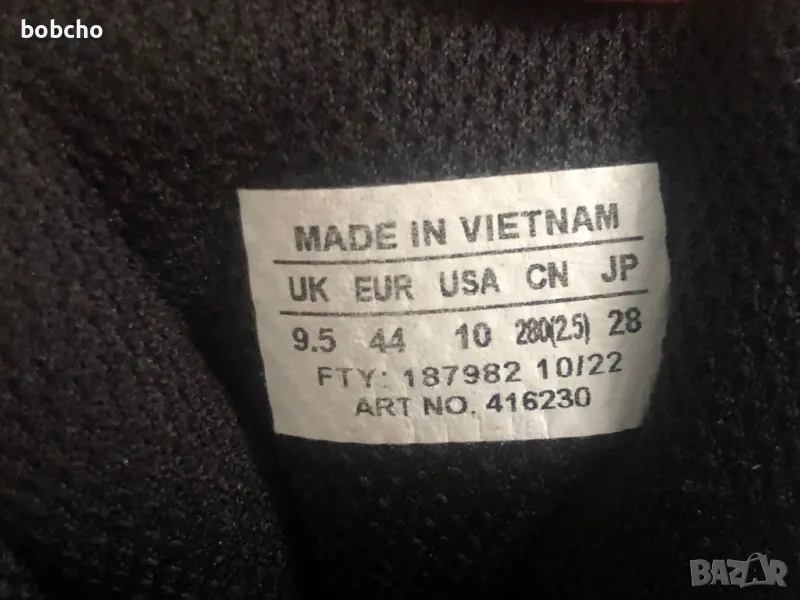 bobcho
MADE IN VIETNAM
UK EUR USA CN JP
9.5 44 10 280(2.5) 28
FTY: 187982 10/22
ART NO. 416230
BAZAR